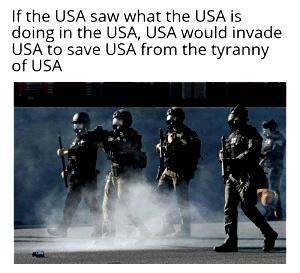 If the USA saw what the USA is
doing in the USA, USA would invade
USA to save USA from the tyranny
of USA